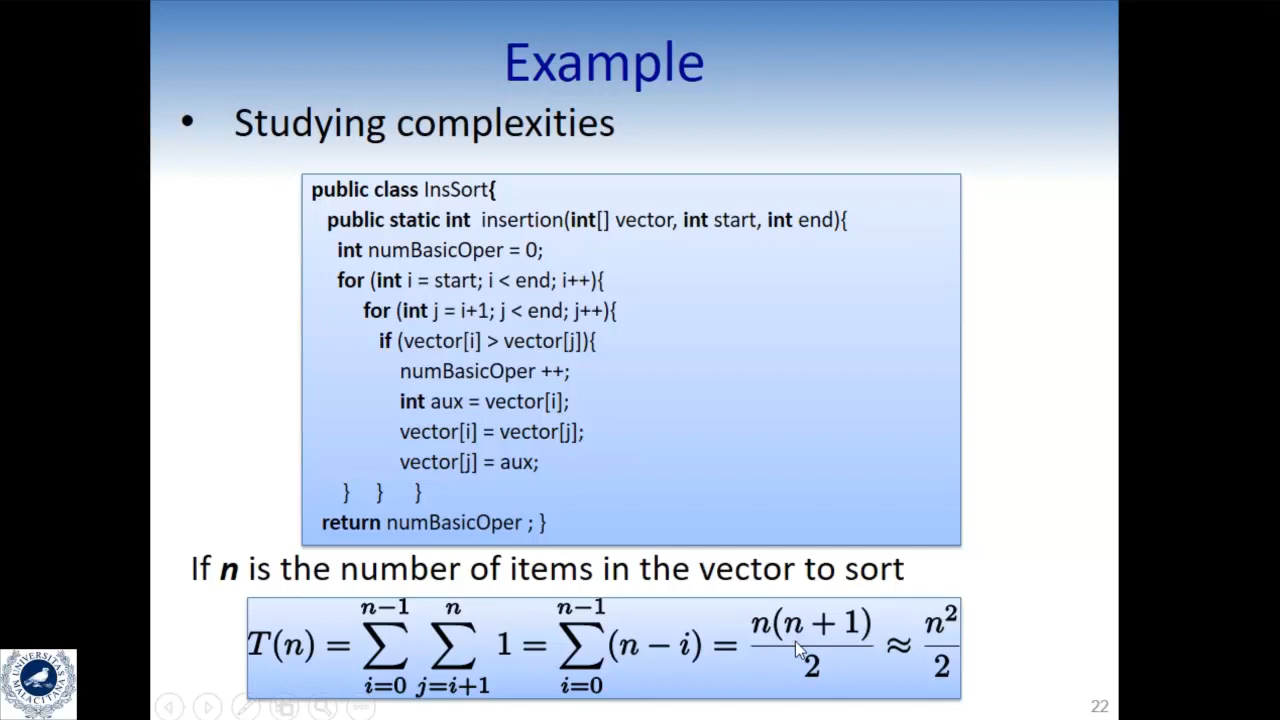 Example
• Studying complexities
public class InsSort{
public static int insertion(int[] vector, int start, int end){
int numBasicOper = 0;
for (int i = start; i < end; i++){
for (int j = i+1; j < end; j++){
if (vector[i] > vector[j]){
numBasicOper ++;
int aux = vector[i];
vector[i] = vector[j];
vector[j] = aux;
} } }
return numBasicOper ; }
If n is the number of items in the vector to sort
T(n) = ∑_{i=0}^{n−1} ∑_{j=i+1}^{n} 1 = ∑_{i=0}^{n−1} (n − i) = n(n + 1)/2 ≈ n²/2
22